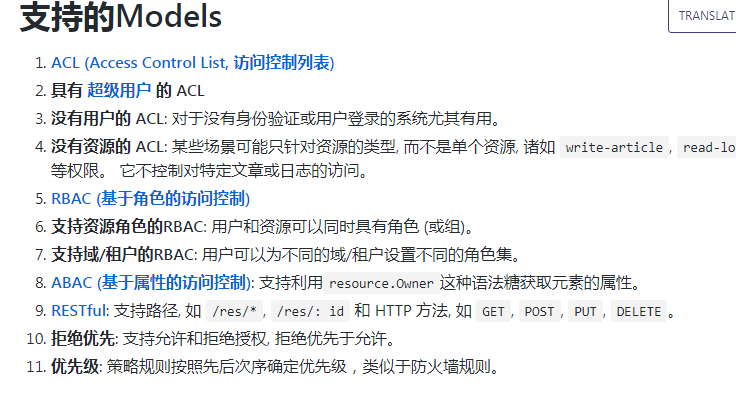 支持的Models
TRANSLAT
1. ACL (Access Control List, 访问控制列表)
2. 具有 超级用户 的 ACL
3. 没有用户的 ACL: 对于没有身份验证或用户登录的系统尤其有用。
4. 没有资源的 ACL: 某些场景可能只针对资源的类型, 而不是单个资源, 诸如 write-article, read-lo
等权限。 它不控制对特定文章或日志的访问。
5. RBAC (基于角色的访问控制)
6. 支持资源角色的RBAC: 用户和资源可以同时具有角色 (或组)。
7. 支持域/租户的RBAC: 用户可以为不同的域/租户设置不同的角色集。
8. ABAC (基于属性的访问控制): 支持利用resource.Owner这种语法糖获取元素的属性。
9. RESTful: 支持路径, 如 /res/*, /res/: id 和 HTTP 方法, 如 GET, POST, PUT, DELETE。
10. 拒绝优先: 支持允许和拒绝授权, 拒绝优先于允许。
11. 优先级: 策略规则按照先后次序确定优先级，类似于防火墙规则。